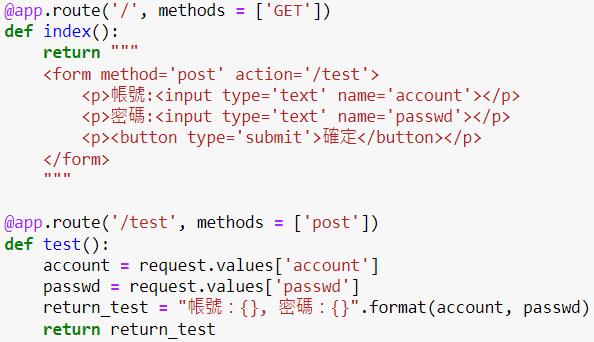 @app.route('/', methods = ['GET'])
def index():
    return """
    <form method='post' action='/test'>
        <p>帳號:<input type='text' name='account'></p>
        <p>密碼:<input type='text' name='passwd'></p>
        <p><button type='submit'>確定</button></p>
    </form>
    """

@app.route('/test', methods = ['post'])
def test():
    account = request.values['account']
    passwd = request.values['passwd']
    return_test = "帳號：{}, 密碼：{}".format(account, passwd)
    return return_test